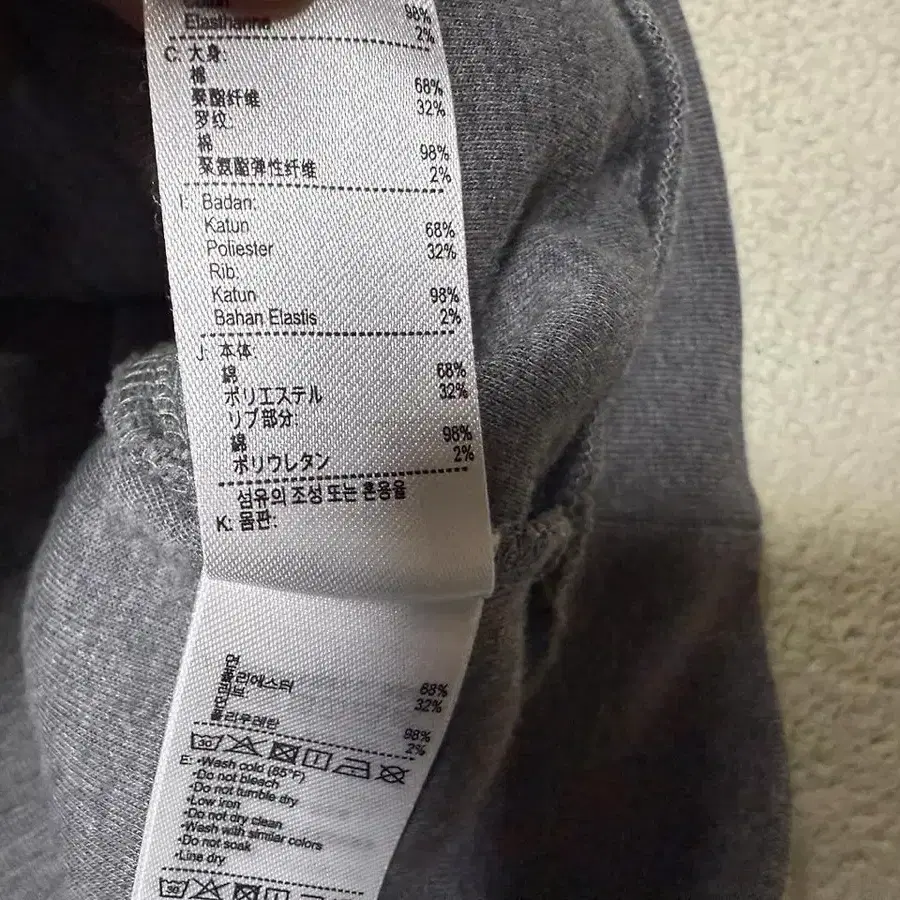 Elasthanne 98%
2%
C: 大身:
棉 68%
聚酯纤维 32%
罗纹:
棉 98%
聚氨酯弹性纤维 2%
I: Badan:
Katun 68%
Poliester 32%
Rib:
Katun 98%
Bahan Elastis 2%
J: 本体:
綿 68%
ポリエステル 32%
リブ部分:
綿 98%
ポリウレタン 2%
섬유의 조성 또는 혼용율
K: 몸판:
68%
폴리에스터 32%
98%
폴리우레탄 2%
30
E: •Wash cold (85°F)
•Do not bleach
•Do not tumble dry
•Low iron
•Do not dry clean
•Wash with similar colors
•Do not soak
•Line dry
30